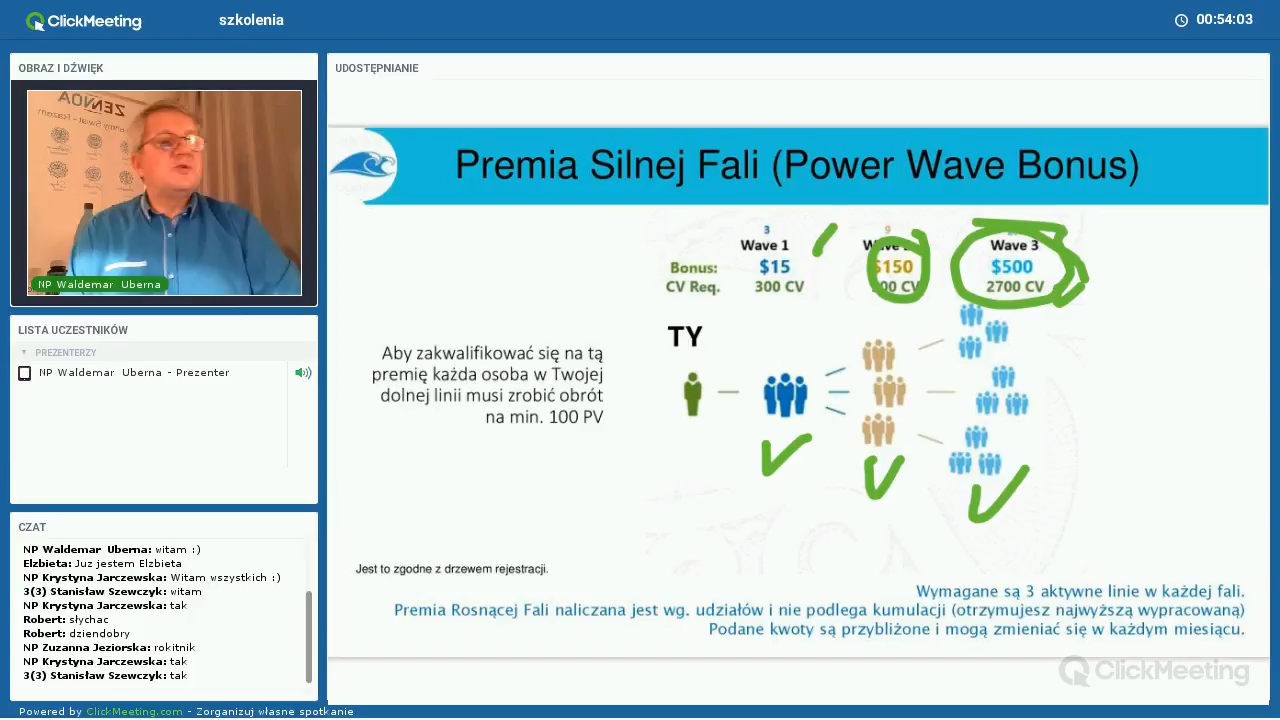 ClickMeeting
szkolenia
00:54:03
OBRAZ I DŹWIĘK
ZENNOA
NP Waldemar Uberna
LISTA UCZESTNIKÓW
PREZENTERZY
NP Waldemar Uberna - Prezenter
CZAT
NP Waldemar Uberna: witam :)
Elzbieta: Juz jestem Elzbieta
NP Krystyna Jarczewska: Witam wszystkich :)
3(3) Stanisław Szewczyk: witam
NP Krystyna Jarczewska: tak
Robert: słychac
Robert: dziendobry
NP Zuzanna Jeziorska: rokitnik
NP Krystyna Jarczewska: tak
3(3) Stanisław Szewczyk: tak
Powered by ClickMeeting.com - Zorganizuj własne spotkanie
UDOSTĘPNIANIE
Premia Silnej Fali (Power Wave Bonus)
3 9
Wave 1 Wave Wave 3
Bonus: $15 $150 $500
CV Req. 300 CV 2700 CV
TY
Aby zakwalifikować się na tą
premię każda osoba w Twojej
dolnej linii musi zrobić obrót
na min. 100 PV
Jest to zgodne z drzewem rejestracji.
Wymagane są 3 aktywne linie w każdej fali.
Premia Rosnącej Fali naliczana jest wg. udziałów i nie podlega kumulacji (otrzymujesz najwyższą wypracowaną)
Podane kwoty są przybliżone i mogą zmieniać się w każdym miesiącu.
ClickMeeting